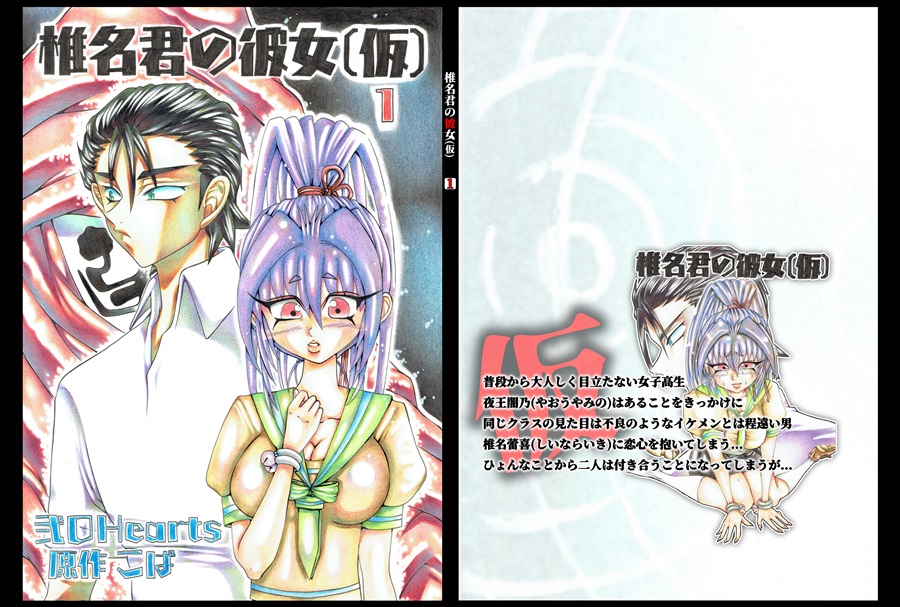 椎名君の彼女(仮)
1
弐口Hearts
原作 こば
椎名君の彼女(仮)
1
椎名君の彼女(仮)
仮
普段から大人しく目立たない女子高生
夜王闇乃(やおうやみの)はあることをきっかけに
同じクラスの見た目は不良のようなイケメンとは程遠い男
椎名蕾喜(しいならいき)に恋心を抱いてしまう...
ひょんなことから二人は付き合うことになってしまうが...